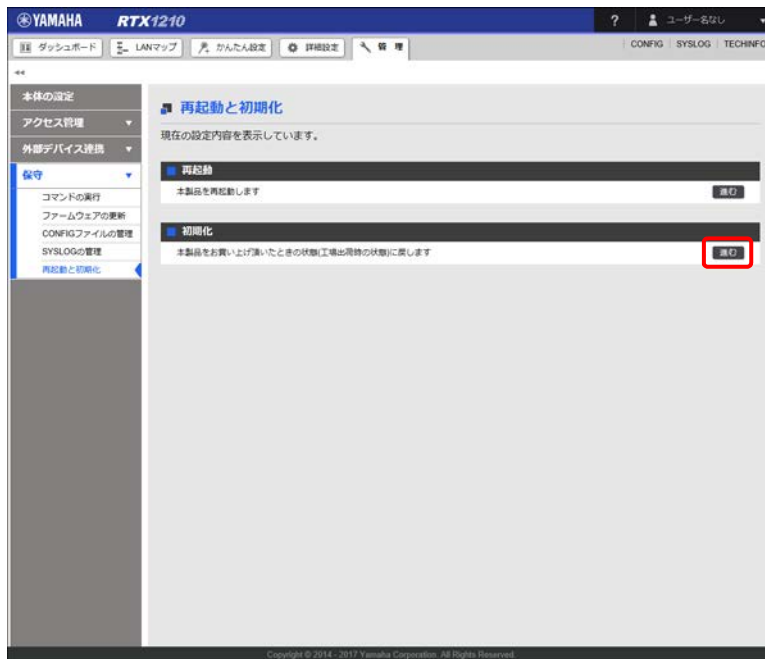 YAMAHA RTX1210 ? ユーザー名なし
ダッシュボード LANマップ かんたん設定 詳細設定 管理 CONFIG SYSLOG TECHINFO
本体の設定
アクセス管理
外部デバイス連携
保守
コマンドの実行
ファームウェアの更新
CONFIGファイルの管理
SYSLOGの管理
再起動と初期化
再起動と初期化
現在の設定内容を表示しています。
再起動
本製品を再起動します 進む
初期化
本製品をお買い上げ頂いたときの状態(工場出荷時の状態)に戻します 進む
Copyright © 2014 - 2017 Yamaha Corporation. All Rights Reserved.